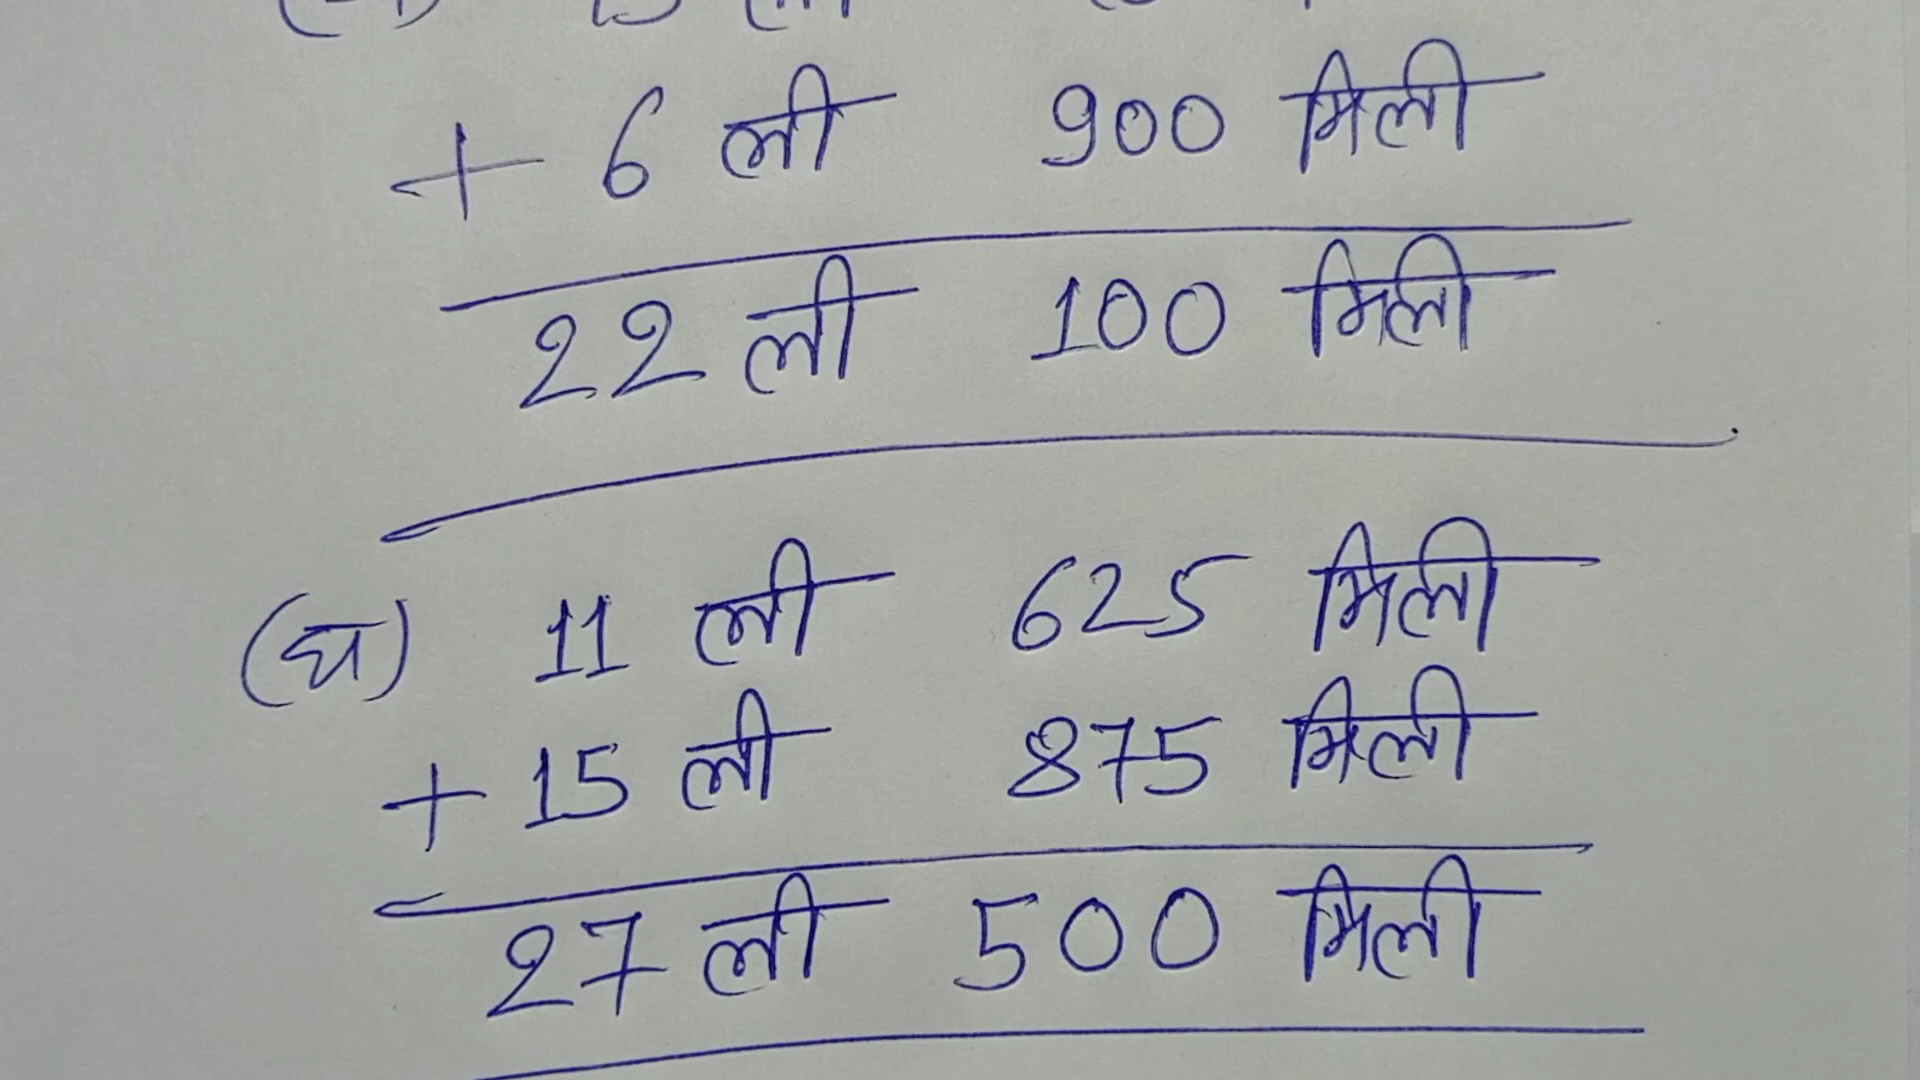 + 6 ली 900 मिली
22 ली 100 मिली
(घ) 11 ली 625 मिली
+ 15 ली 875 मिली
27 ली 500 मिली